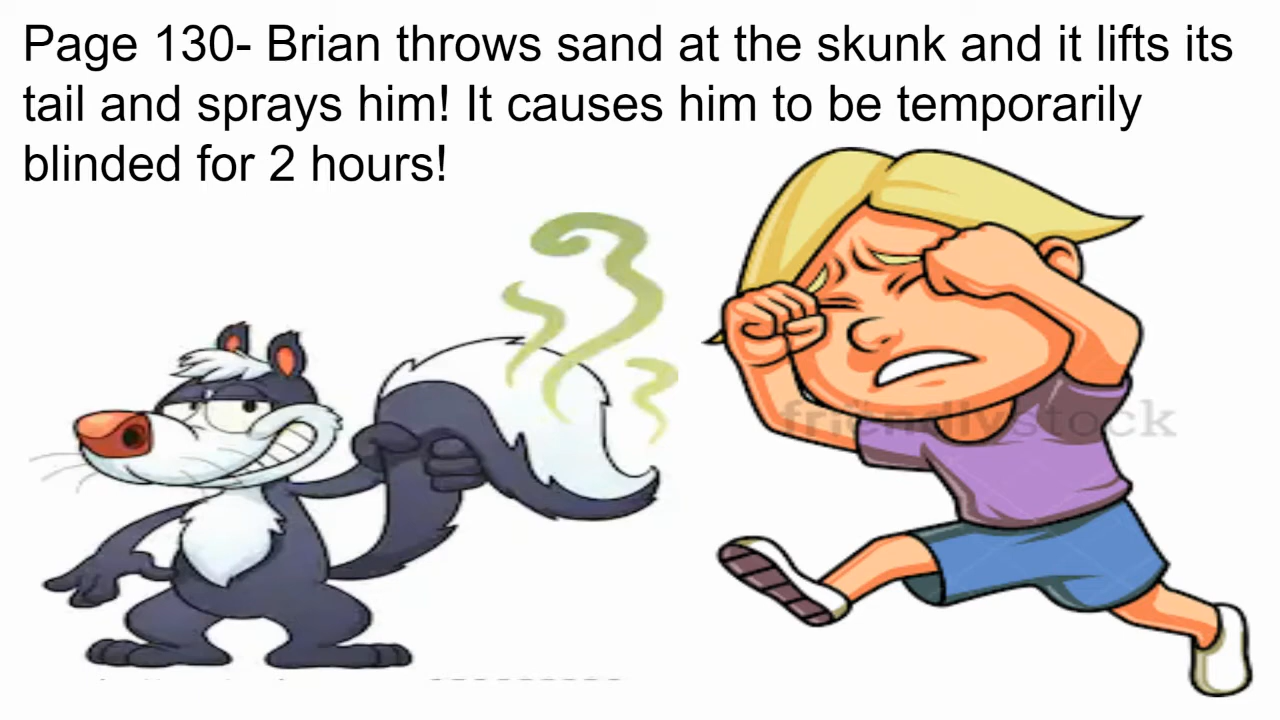 Page 130- Brian throws sand at the skunk and it lifts its
tail and sprays him! It causes him to be temporarily
blinded for 2 hours!
friendlystock